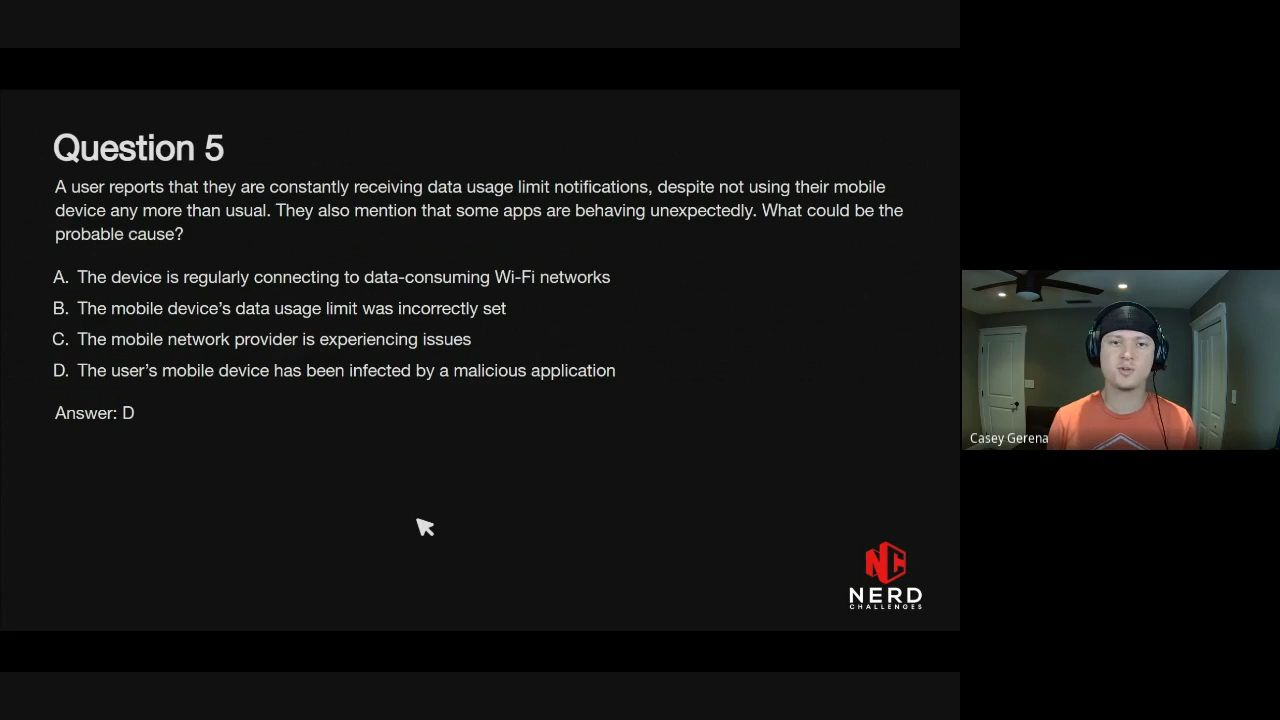 Question 5
A user reports that they are constantly receiving data usage limit notifications, despite not using their mobile
device any more than usual. They also mention that some apps are behaving unexpectedly. What could be the
probable cause?
A. The device is regularly connecting to data-consuming Wi-Fi networks
B. The mobile device’s data usage limit was incorrectly set
C. The mobile network provider is experiencing issues
D. The user’s mobile device has been infected by a malicious application
Answer: D
Casey Gerena
NC
NERD
CHALLENGES